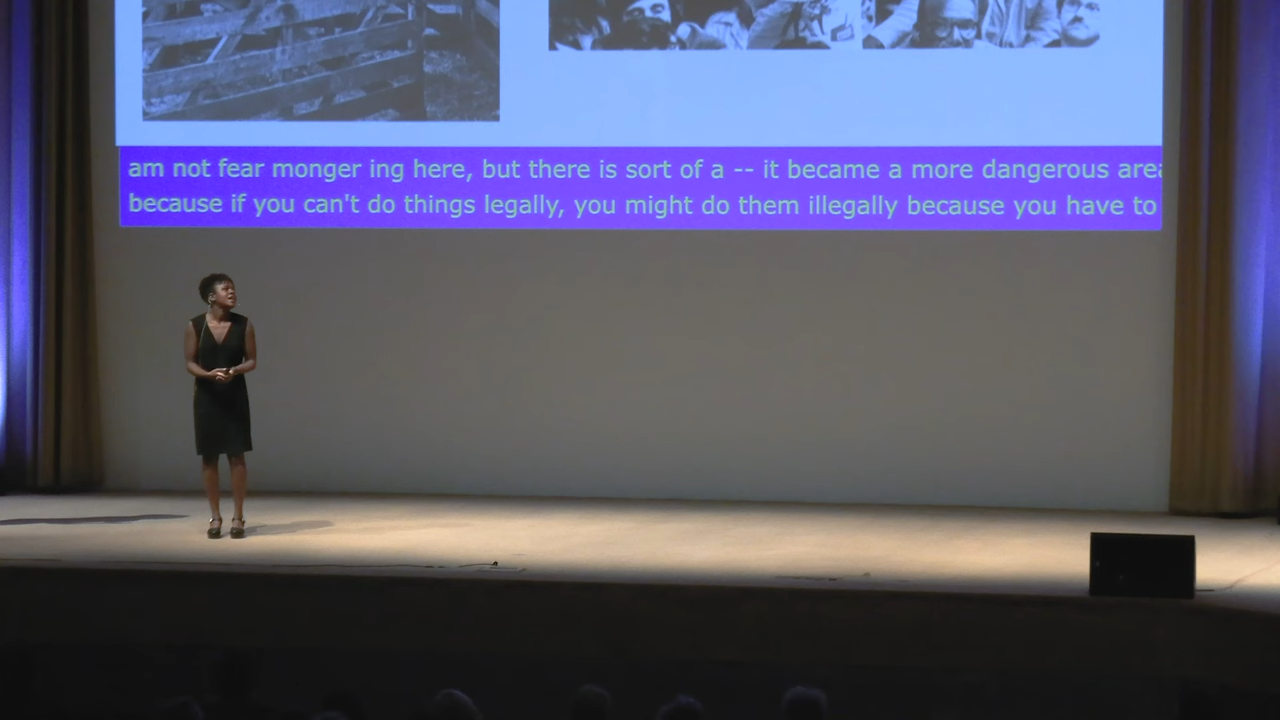 am not fear monger ing here, but there is sort of a -- it became a more dangerous area
because if you can't do things legally, you might do them illegally because you have to